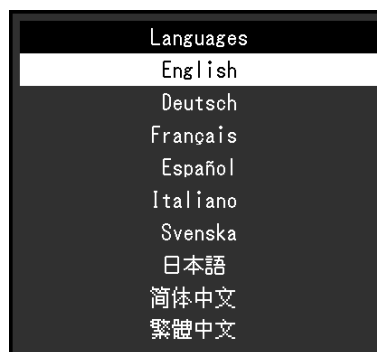 Languages
English
Deutsch
Français
Español
Italiano
Svenska
日本語
简体中文
繁體中文